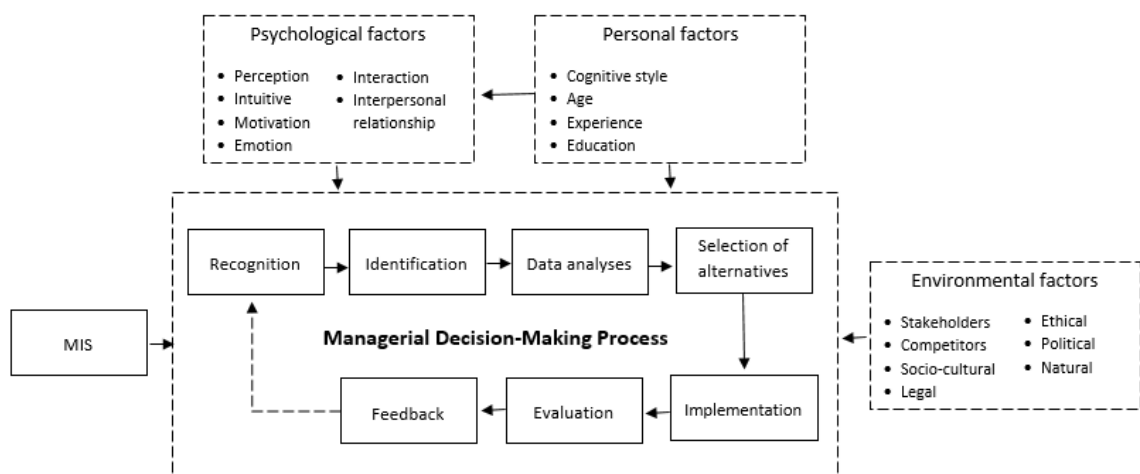 Psychological factors
• Perception
• Intuitive
• Motivation
• Emotion
• Interaction
• Interpersonal
relationship
Personal factors
• Cognitive style
• Age
• Experience
• Education
Recognition
Identification
Data analyses
Selection of
alternatives
MIS
Managerial Decision-Making Process
Feedback
Evaluation
Implementation
Environmental factors
• Stakeholders
• Competitors
• Socio-cultural
• Legal
• Ethical
• Political
• Natural